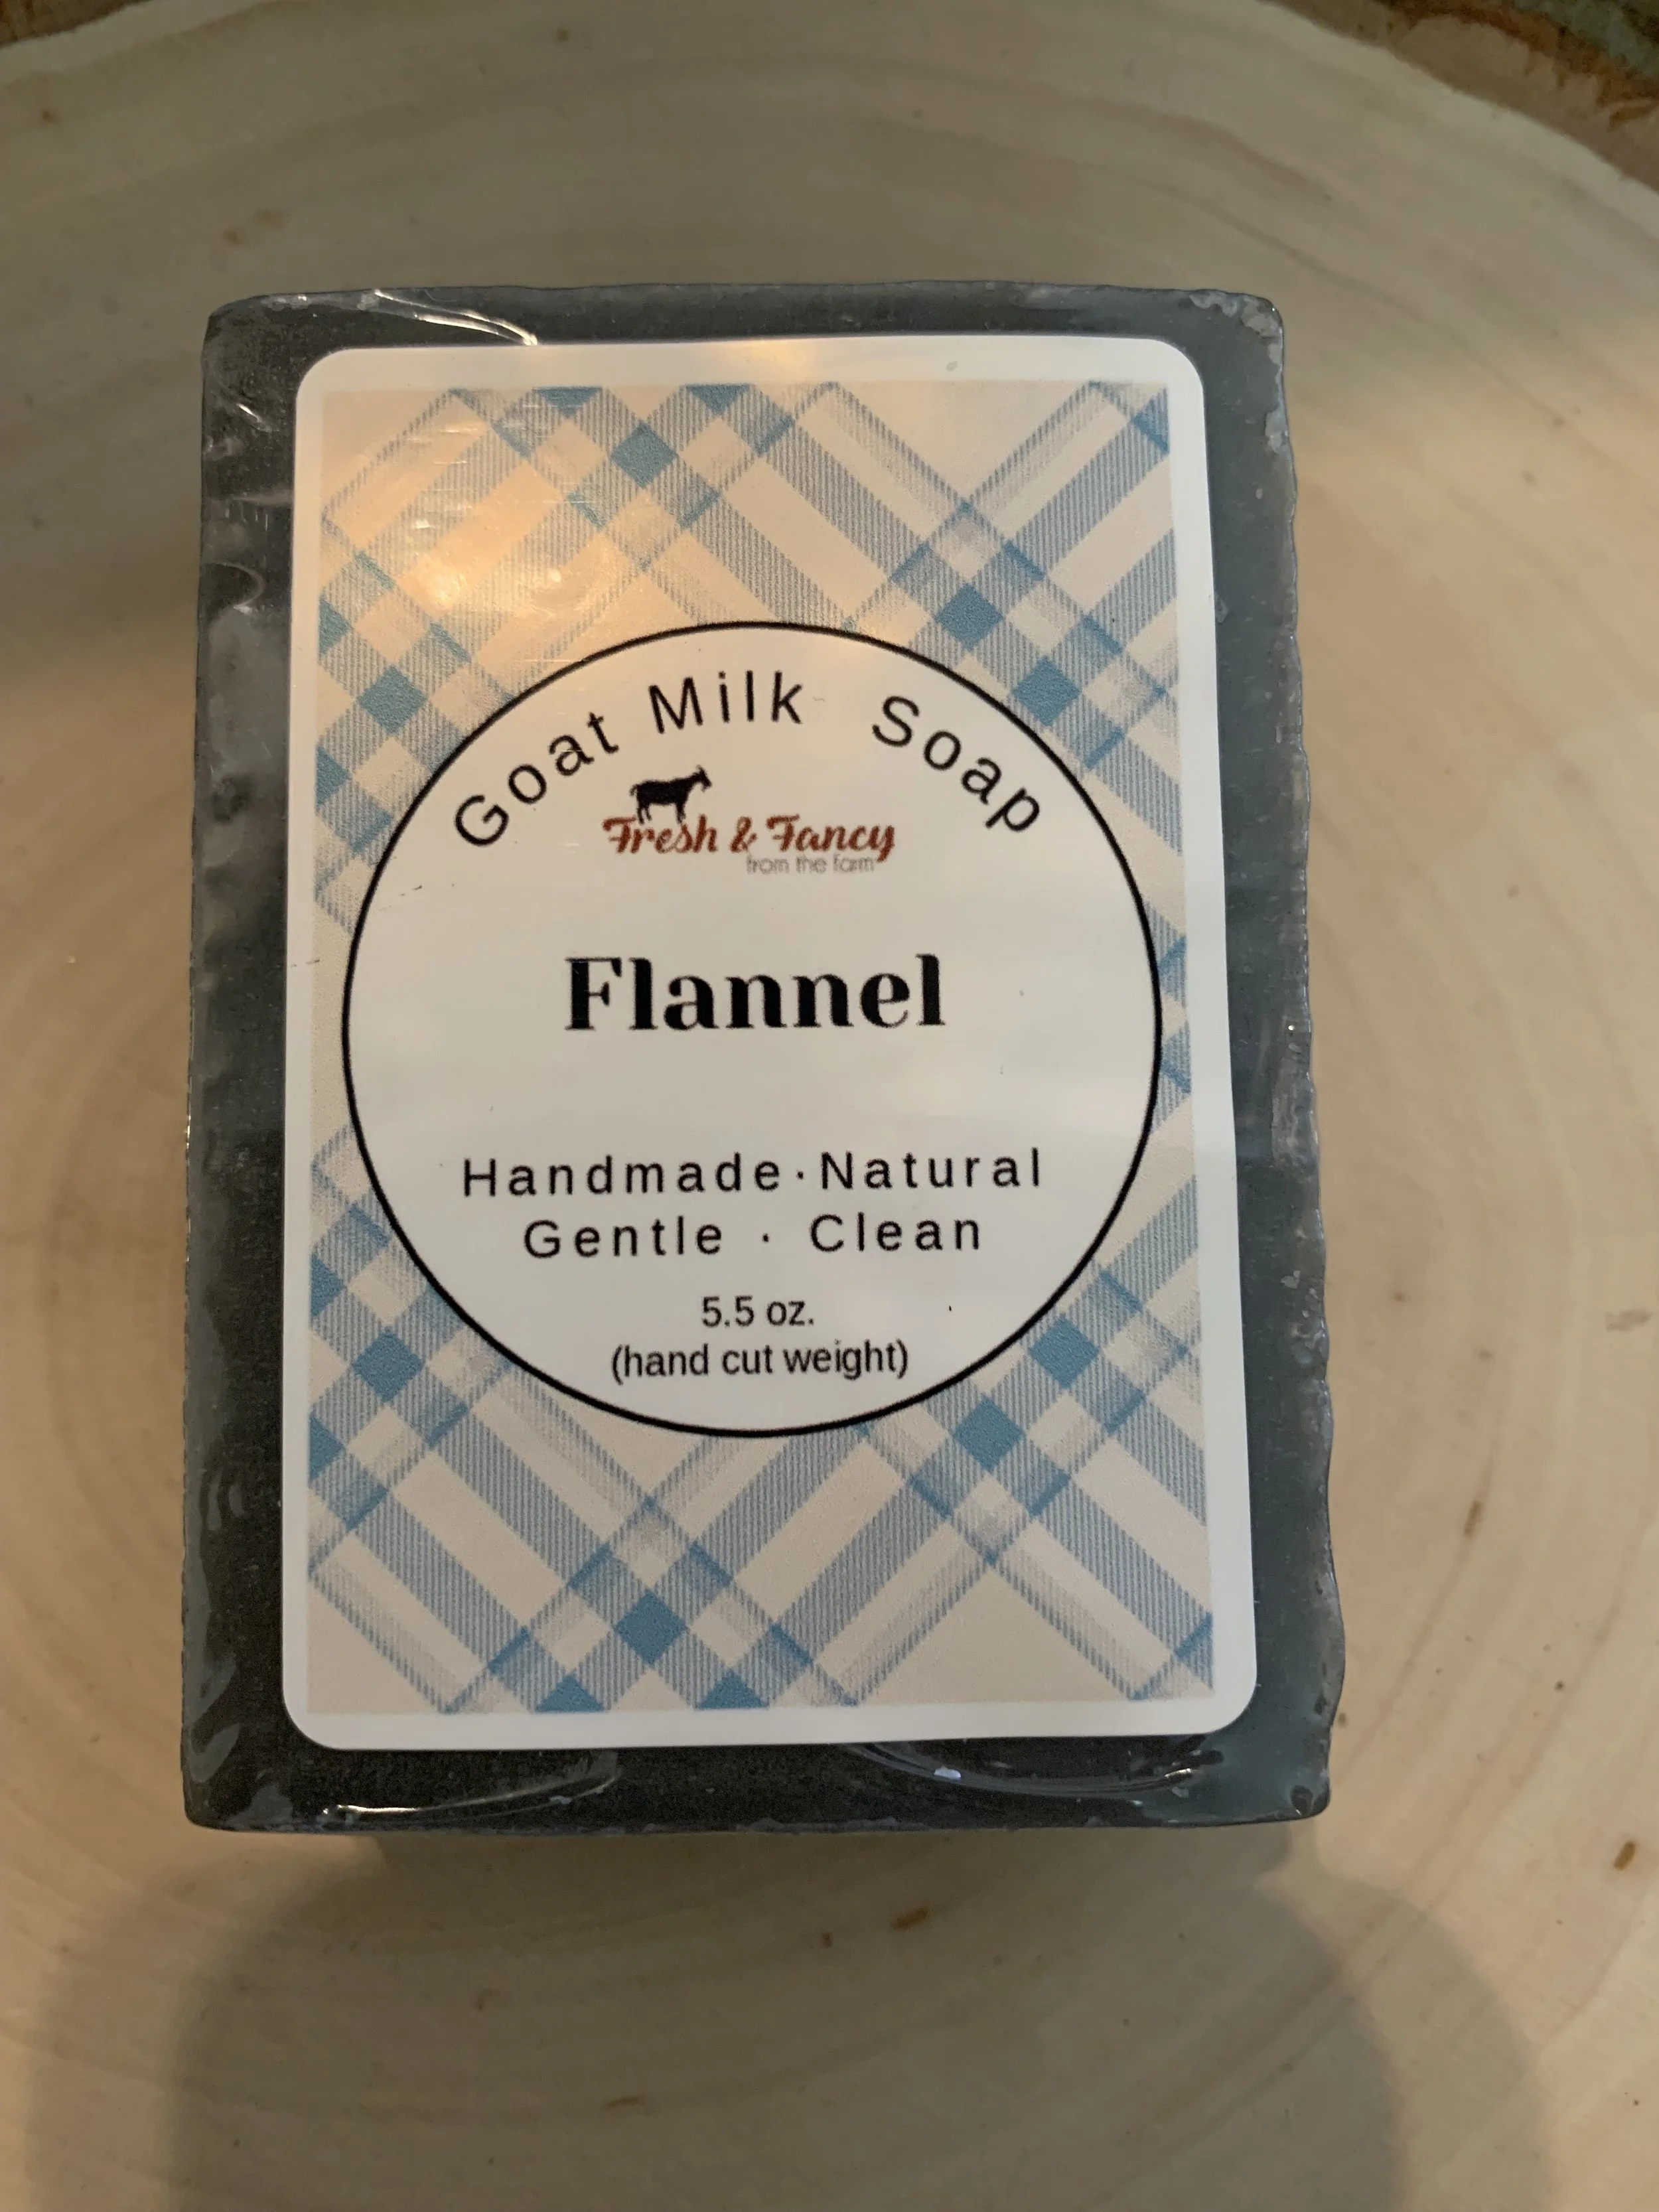 Goat Milk Soap
Fresh & Fancy
from the farm
Flannel
Handmade·Natural
Gentle · Clean
5.5 oz.
(hand cut weight)